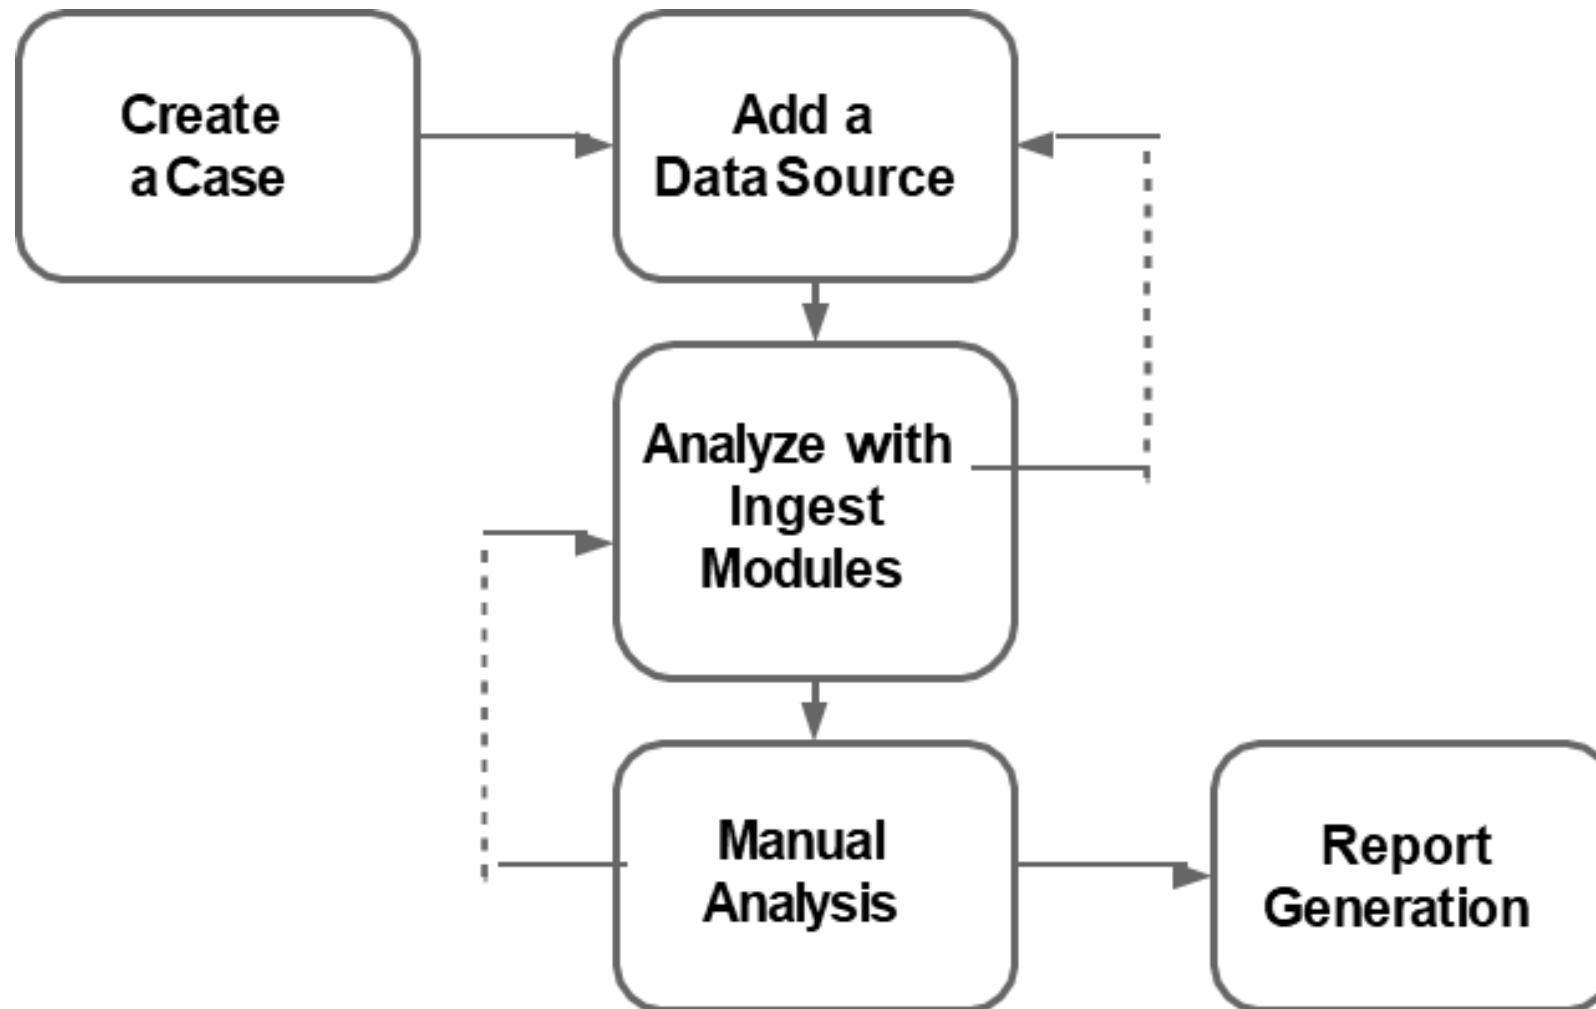 Create
a Case
Add a
Data Source
Analyze with
Ingest
Modules
Manual
Analysis
Report
Generation